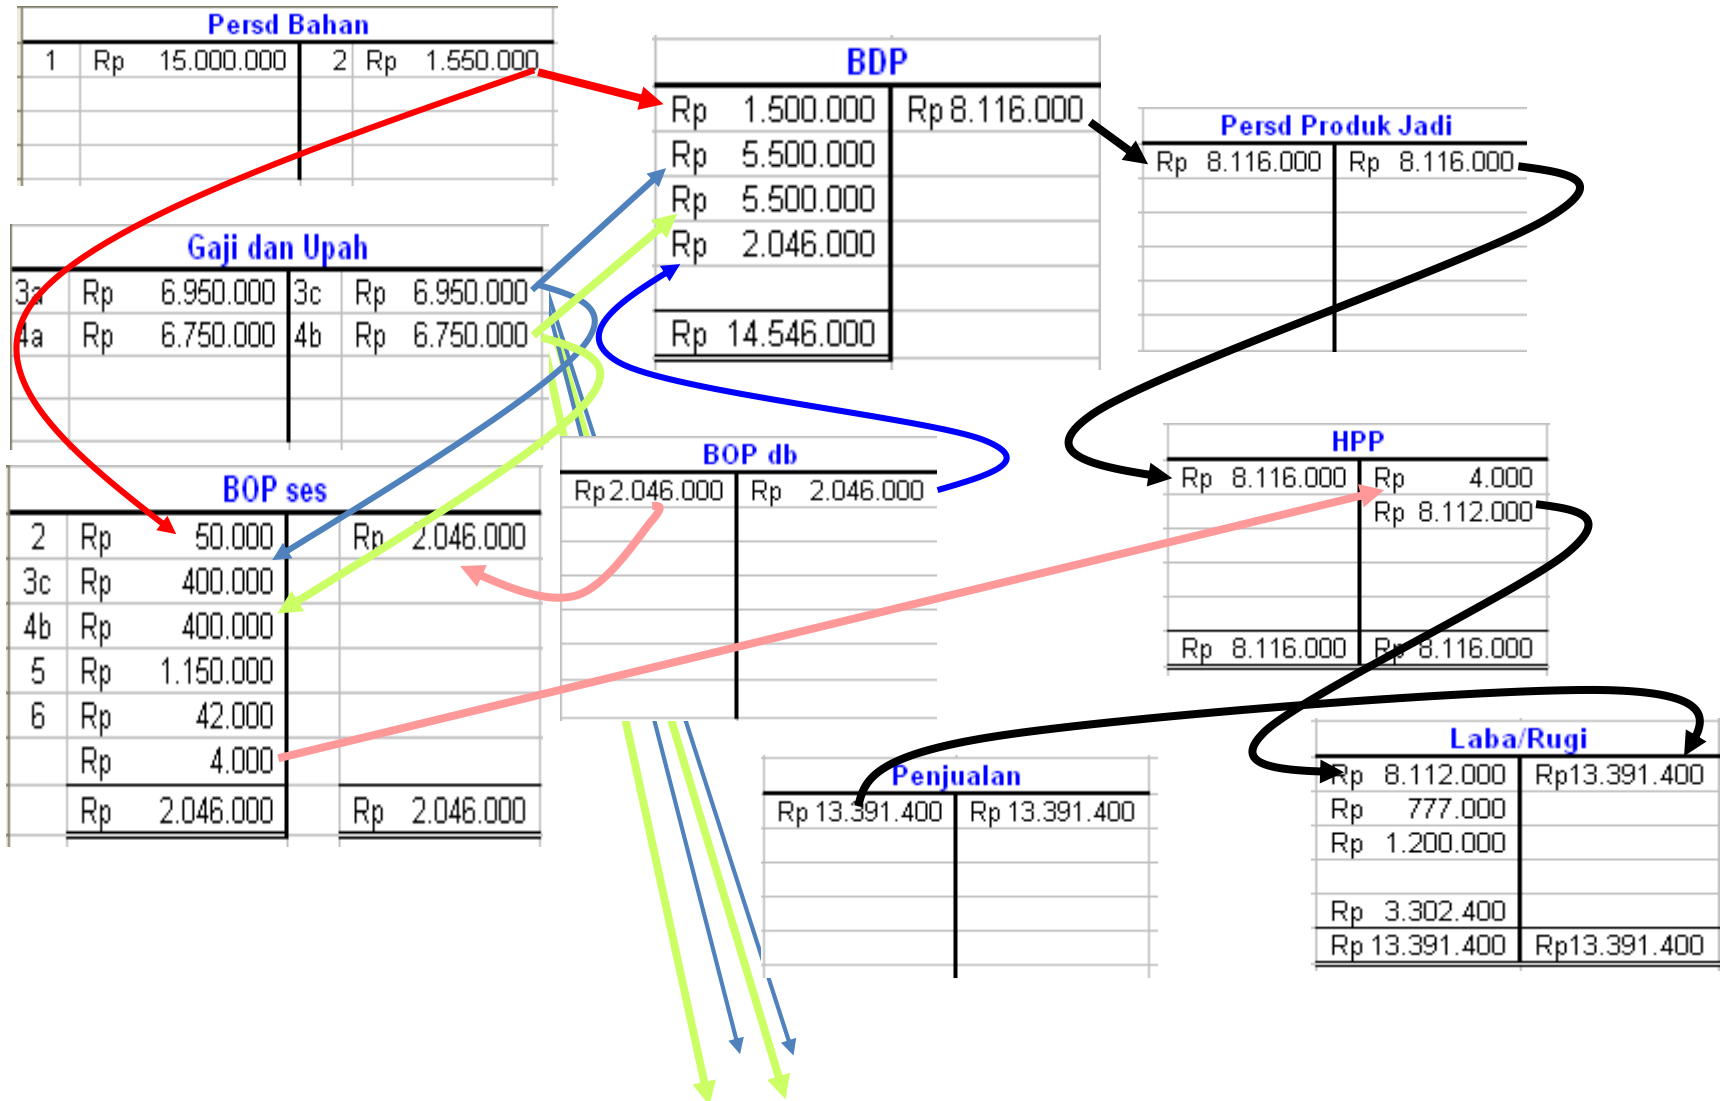 Persd Bahan
1 Rp 15.000.000 2 Rp 1.550.000
Gaji dan Upah
3a Rp 6.950.000 3c Rp 6.950.000
4a Rp 6.750.000 4b Rp 6.750.000
BOP ses
2 Rp 50.000 Rp 2.046.000
3c Rp 400.000
4b Rp 400.000
5 Rp 1.150.000
6 Rp 42.000
Rp 4.000
Rp 2.046.000 Rp 2.046.000
BDP
Rp 1.500.000 Rp 8.116.000
Rp 5.500.000
Rp 5.500.000
Rp 2.046.000
Rp 14.546.000
BOP db
Rp 2.046.000 Rp 2.046.000
Persd Produk Jadi
Rp 8.116.000 Rp 8.116.000
HPP
Rp 8.116.000 Rp 4.000
Rp 8.112.000
Rp 8.116.000 Rp 8.116.000
Penjualan
Rp 13.391.400 Rp 13.391.400
Laba/Rugi
Rp 8.112.000 Rp13.391.400
Rp 777.000
Rp 1.200.000
Rp 3.302.400
Rp 13.391.400 Rp13.391.400